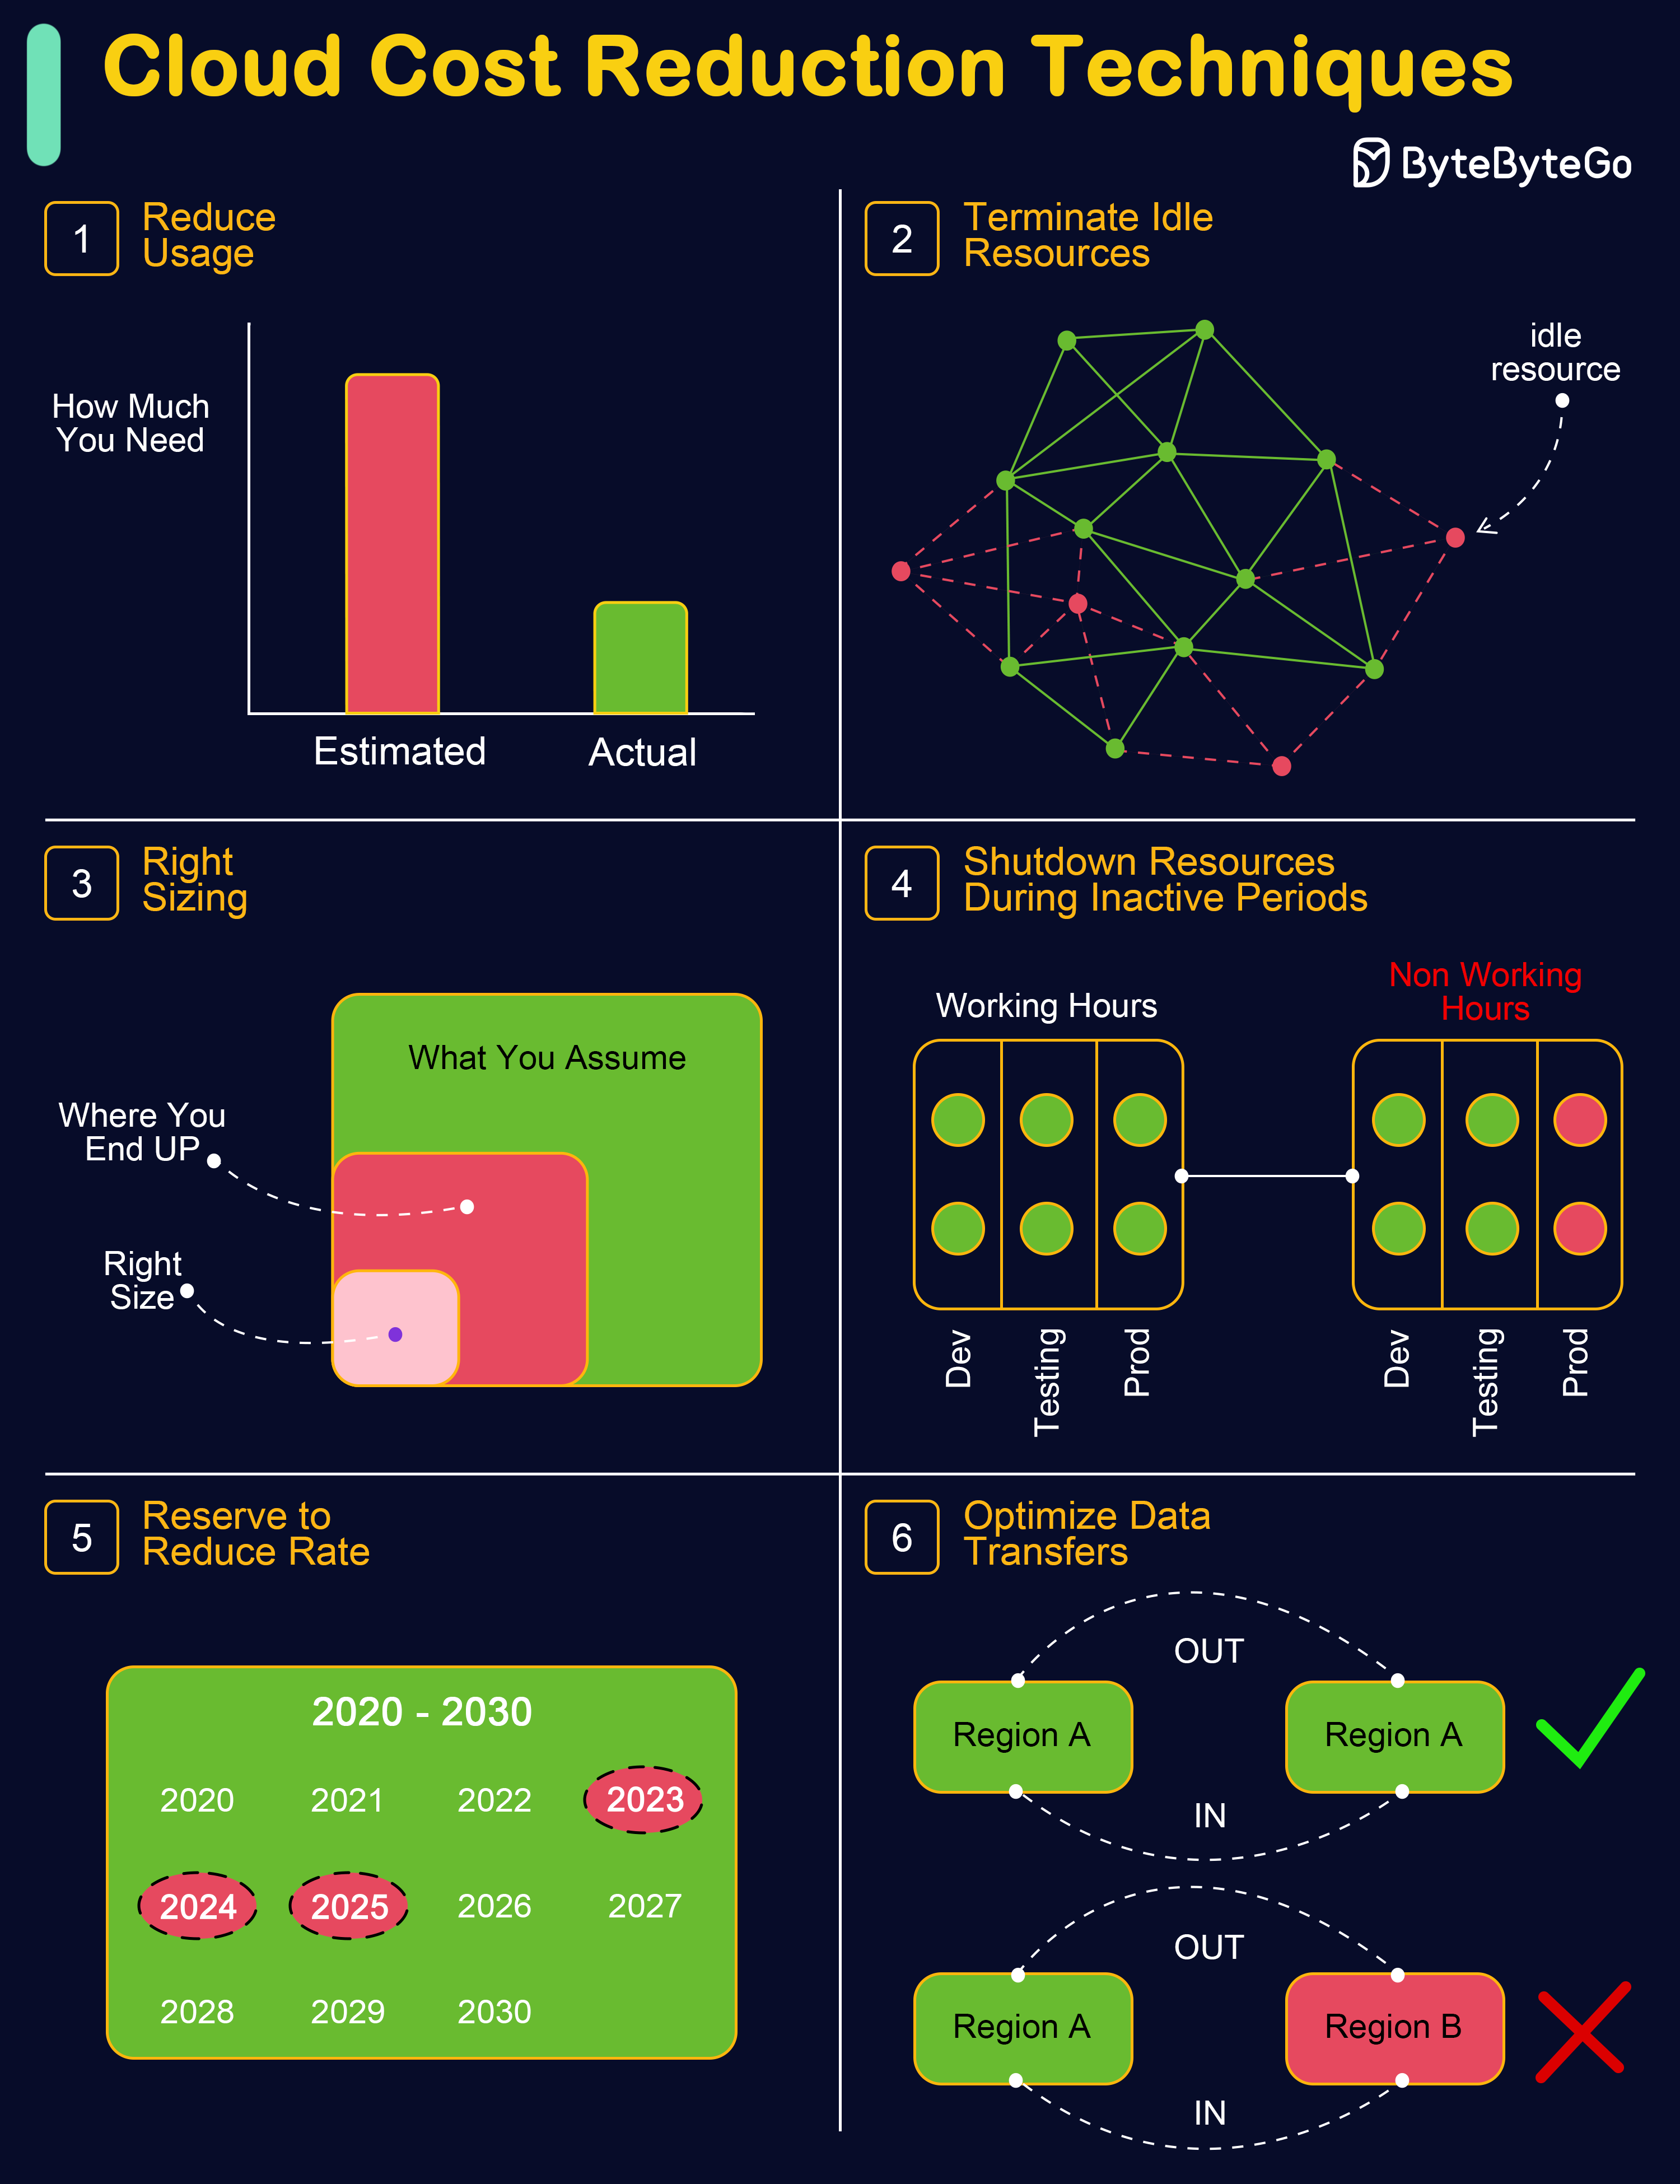 Cloud Cost Reduction Techniques
ByteByteGo
1
Reduce
Usage
How Much
You Need
Estimated
Actual
2
Terminate Idle
Resources
idle
resource
3
Right
Sizing
What You Assume
Where You
End UP
Right
Size
4
Shutdown Resources
During Inactive Periods
Working Hours
Non Working
Hours
Dev
Testing
Prod
Dev
Testing
Prod
5
Reserve to
Reduce Rate
2020 - 2030
2020 2021 2022 2023
2024 2025 2026 2027
2028 2029 2030
6
Optimize Data
Transfers
OUT
Region A Region A
IN
OUT
Region A Region B
IN